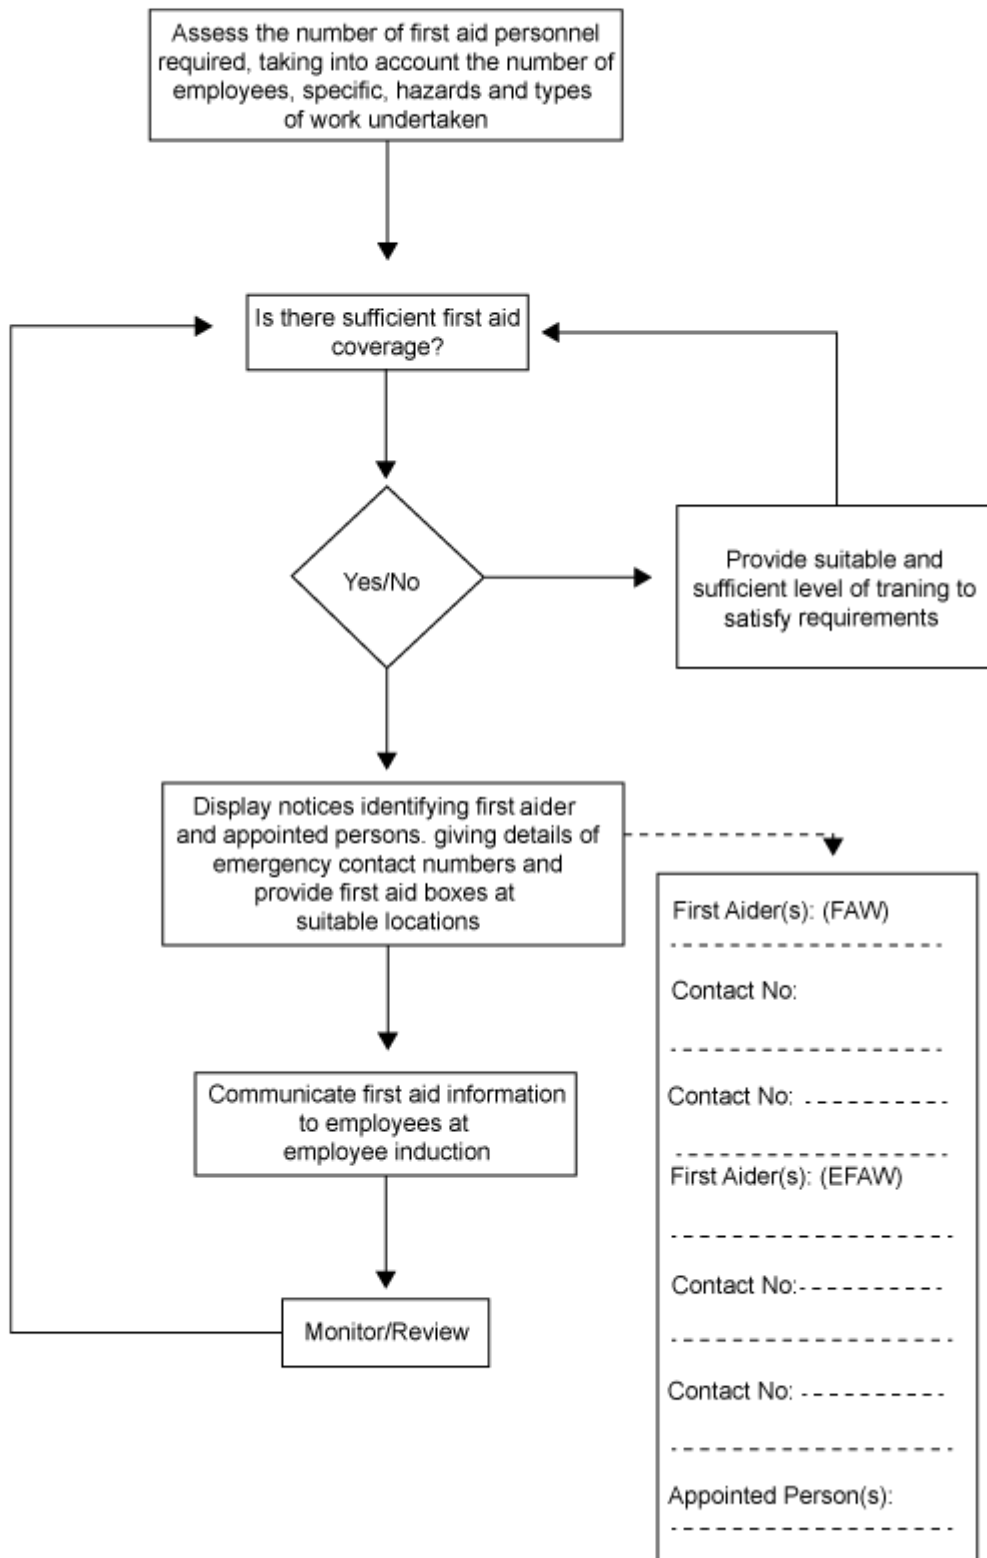 Assess the number of first aid personnel
required, taking into account the number of
employees, specific, hazards and types
of work undertaken
Is there sufficient first aid
coverage?
Yes/No
Provide suitable and
sufficient level of traning to
satisfy requirements
Display notices identifying first aider
and appointed persons. giving details of
emergency contact numbers and
provide first aid boxes at
suitable locations
First Aider(s): (FAW)
Contact No:
Contact No:
First Aider(s): (EFAW)
Contact No:
Contact No:
Appointed Person(s):
Communicate first aid information
to employees at
employee induction
Monitor/Review